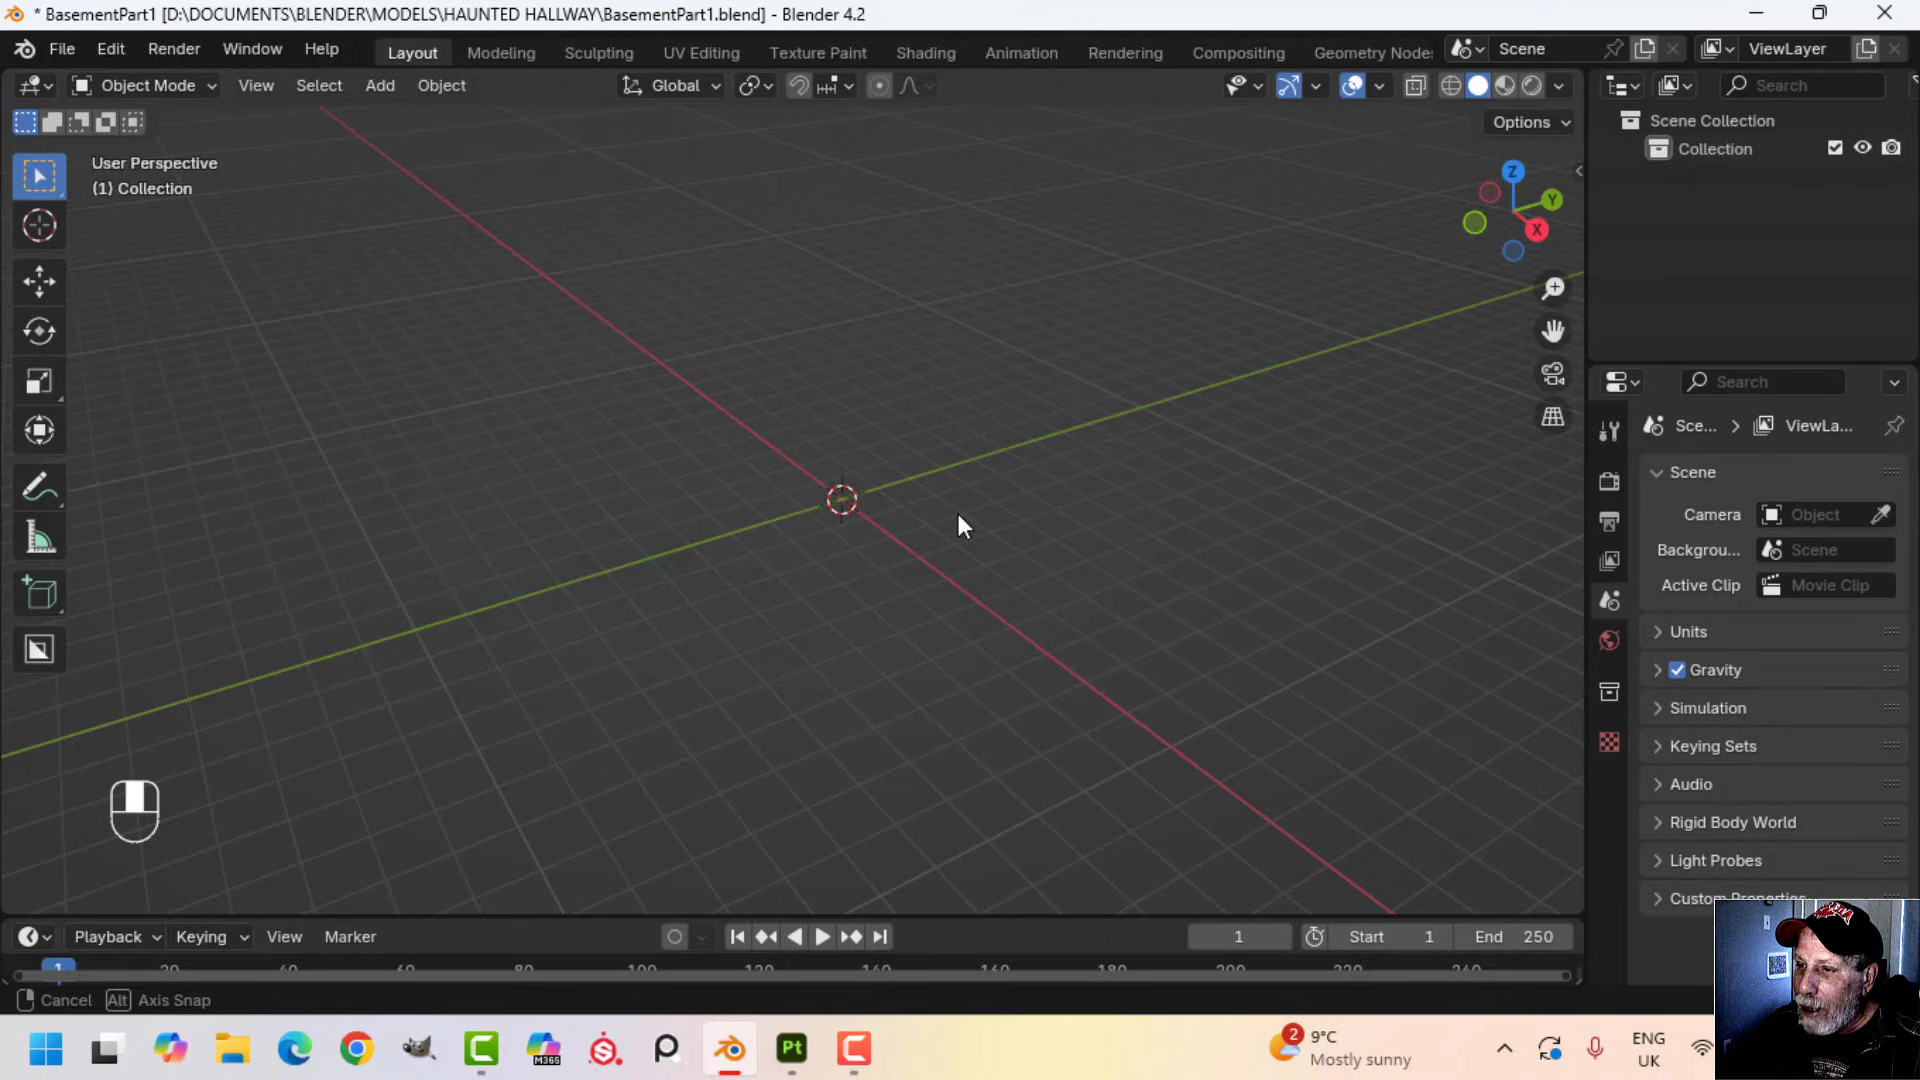 * BasementPart1 [D:\DOCUMENTS\BLENDER\MODELS\HAUNTED HALLWAY\BasementPart1.blend] - Blender 4.2
File Edit Render Window Help
Layout Modeling Sculpting UV Editing Texture Paint Shading Animation Rendering Compositing Geometry Node
Scene
ViewLayer
Object Mode View Select Add Object
Global
Search
Options
User Perspective
(1) Collection
Scene Collection
Collection
Z
Y
X
Search
Sce...
ViewLa...
Scene
Camera Object
Backgrou... Scene
Active Clip Movie Clip
Units
Gravity
Simulation
Keying Sets
Audio
Rigid Body World
Light Probes
Custom Properties
Playback Keying View Marker
1
Start 1
End 250
1 20 40 60 80 100 120 140 160 180 200 220 240
Cancel Alt Axis Snap
M365
Pt
2
9°C
Mostly sunny
ENG
UK